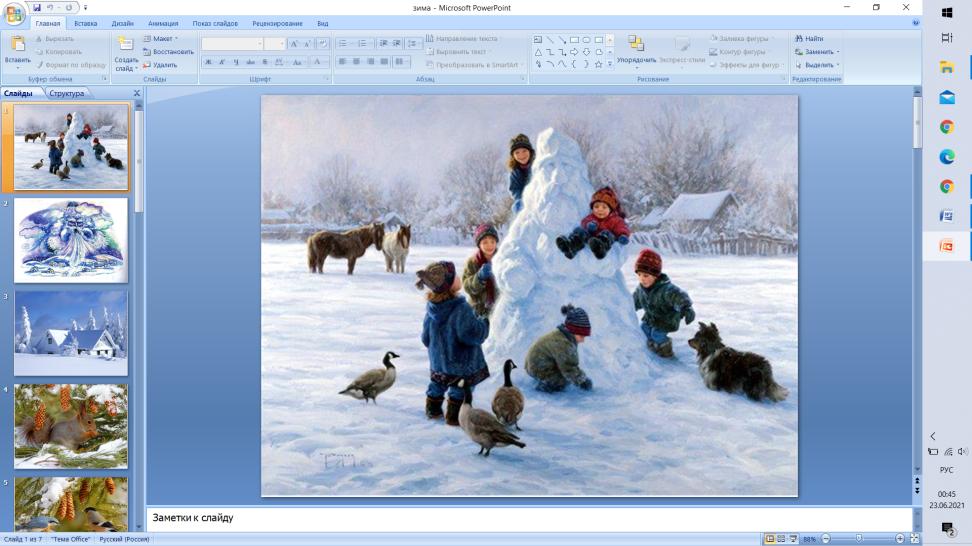 зима - Microsoft PowerPoint
Главная Вставка Дизайн Анимация Показ слайдов Рецензирование Вид
Вставить
Вырезать
Копировать
Формат по образцу
Буфер обмена
Создать слайд
Макет
Восстановить
Удалить
Слайды
Шрифт
Направление текста
Выровнять текст
Преобразовать в SmartArt
Абзац
Упорядочить
Экспресс-стили
Заливка фигуры
Контур фигуры
Эффекты для фигур
Рисование
Найти
Заменить
Выделить
Редактирование
Слайды Структура
1
2
3
4
5
Заметки к слайду
Слайд 1 из 7 "Тема Office" Русский (Россия) 88%
РУС
00:45
23.06.2021
2